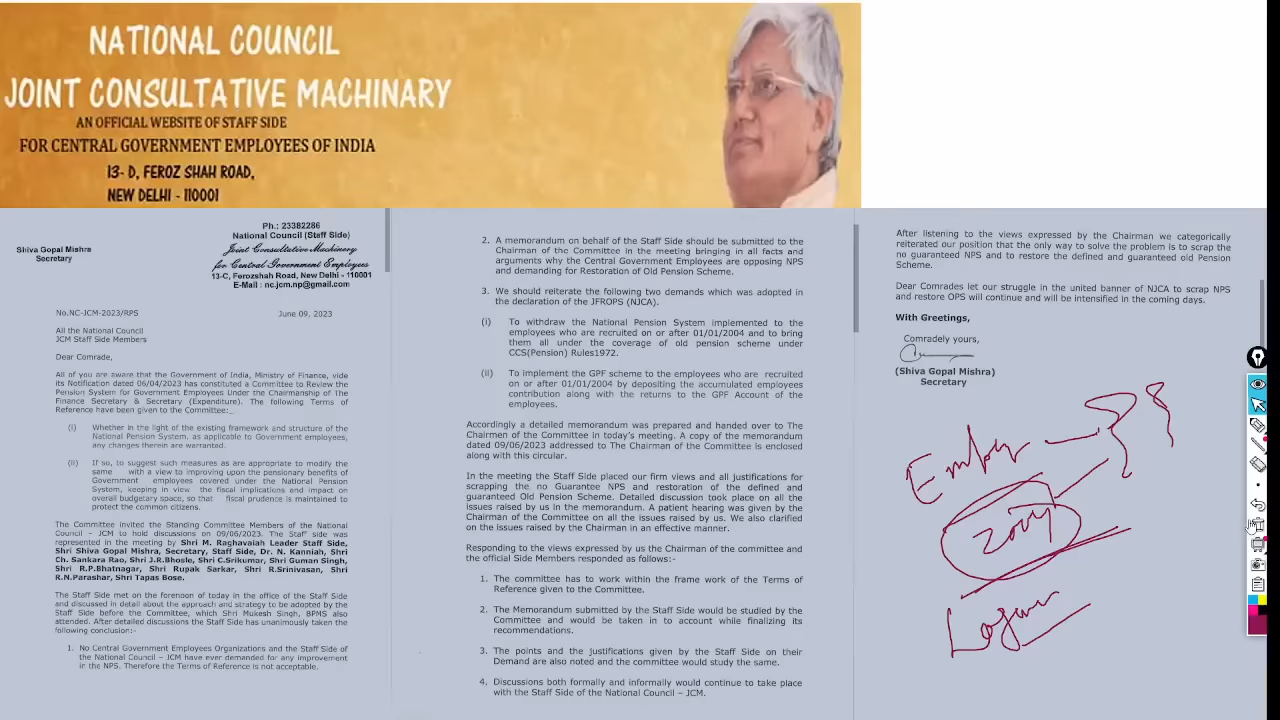 NATIONAL COUNCIL
JOINT CONSULTATIVE MACHINARY
AN OFFICIAL WEBSITE OF STAFF SIDE
FOR CENTRAL GOVERNMENT EMPLOYEES OF INDIA
13- D, FEROZ SHAH ROAD,
NEW DELHI - 110001
Shiva Gopal Mishra
Secretary
Ph.: 23382286
National Council (Staff Side)
Joint Consultative Machinery
for Central Government Employees
13-C, Ferozshah Road, New Delhi - 110001
E-Mail : nc.jcm.np@gmail.com
No.NC-JCM-2023/RPS June 09, 2023
All the National Council
JCM Staff Side Members
Dear Comrade,
All of you are aware that the Government of India, Ministry of Finance, vide
its Notification dated 06/04/2023 has constituted a Committee to Review the
Pension System for Government Employees Under the Chairmanship of The
Finance Secretary & Secretary (Expenditure). The following Terms of
Reference have been given to the Committee:_
(i) Whether in the light of the existing framework and structure of the
National Pension System, as applicable to Government employees,
any changes therein are warranted.
(ii) If so, to suggest such measures as are appropriate to modify the
same with a view to improving upon the pensionary benefits of
Government employees covered under the National Pension
System, keeping in view the fiscal implications and impact on
overall budgetary space, so that fiscal prudence is maintained to
protect the common citizens.
The Committee invited the Standing Committee Members of the National
Council – JCM to hold discussions on 09/06/2023. The Staff side was
represented in the meeting by Shri M. Raghavaiah Leader Staff Side,
Shri Shiva Gopal Mishra, Secretary, Staff Side, Dr. N. Kanniah, Shri
Ch. Sankara Rao, Shri J.R.Bhosle, Shri C.Srikumar, Shri Guman Singh,
Shri R.P.Bhatnagar, Shri Rupak Sarkar, Shri R.Srinivasan, Shri
R.N.Parashar, Shri Tapas Bose.
The Staff Side met on the forenoon of today in the office of the Staff Side
and discussed in detail about the approach and strategy to be adopted by the
Staff Side before the Committee, which Shri Mukesh Singh, BPMS also
attended. After detailed discussions the Staff Side has unanimously taken the
following conclusion:-
1. No Central Government Employees Organizations and the Staff Side of
the National Council – JCM have ever demanded for any improvement
in the NPS. Therefore the Terms of Reference is not acceptable.
2. A memorandum on behalf of the Staff Side should be submitted to the
Chairman of the Committee in the meeting bringing in all facts and
arguments why the Central Government Employees are opposing NPS
and demanding for Restoration of Old Pension Scheme.
3. We should reiterate the following two demands which was adopted in
the declaration of the JFROPS (NJCA).
(i) To withdraw the National Pension System implemented to the
employees who are recruited on or after 01/01/2004 and to bring
them all under the coverage of old pension scheme under
CCS(Pension) Rules1972.
(ii) To implement the GPF scheme to the employees who are recruited
on or after 01/01/2004 by depositing the accumulated employees
contribution along with the returns to the GPF Account of the
employees.
Accordingly a detailed memorandum was prepared and handed over to The
Chairmen of the Committee in today's meeting. A copy of the memorandum
dated 09/06/2023 addressed to The Chairman of the Committee is enclosed
along with this circular.
In the meeting the Staff Side placed our firm views and all justifications for
scrapping the no Guarantee NPS and restoration of the defined and
guaranteed Old Pension Scheme. Detailed discussion took place on all the
issues raised by us in the memorandum. A patient hearing was given by the
Chairman of the Committee on all the issues raised by us. We also clarified
on the issues raised by the Chairman in an effective manner.
Responding to the views expressed by us the Chairman of the committee and
the official Side Members responded as follows:-
1. The committee has to work within the frame work of the Terms of
Reference given to the Committee.
2. The Memorandum submitted by the Staff Side would be studied by the
Committee and would be taken in to account while finalizing its
recommendations.
3. The points and the justifications given by the Staff Side on their
Demand are also noted and the committee would study the same.
4. Discussions both formally and informally would continue to take place
with the Staff Side of the National Council – JCM.
After listening to the views expressed by the Chairman we categorically
reiterated our position that the only way to solve the problem is to scrap the
no guaranteed NPS and to restore the defined and guaranteed old Pension
Scheme.
Dear Comrades let our struggle in the united banner of NJCA to scrap NPS
and restore OPS will continue and will be intensified in the coming days.
With Greetings,
Comradely yours,
(Shiva Gopal Mishra)
Secretary
2004